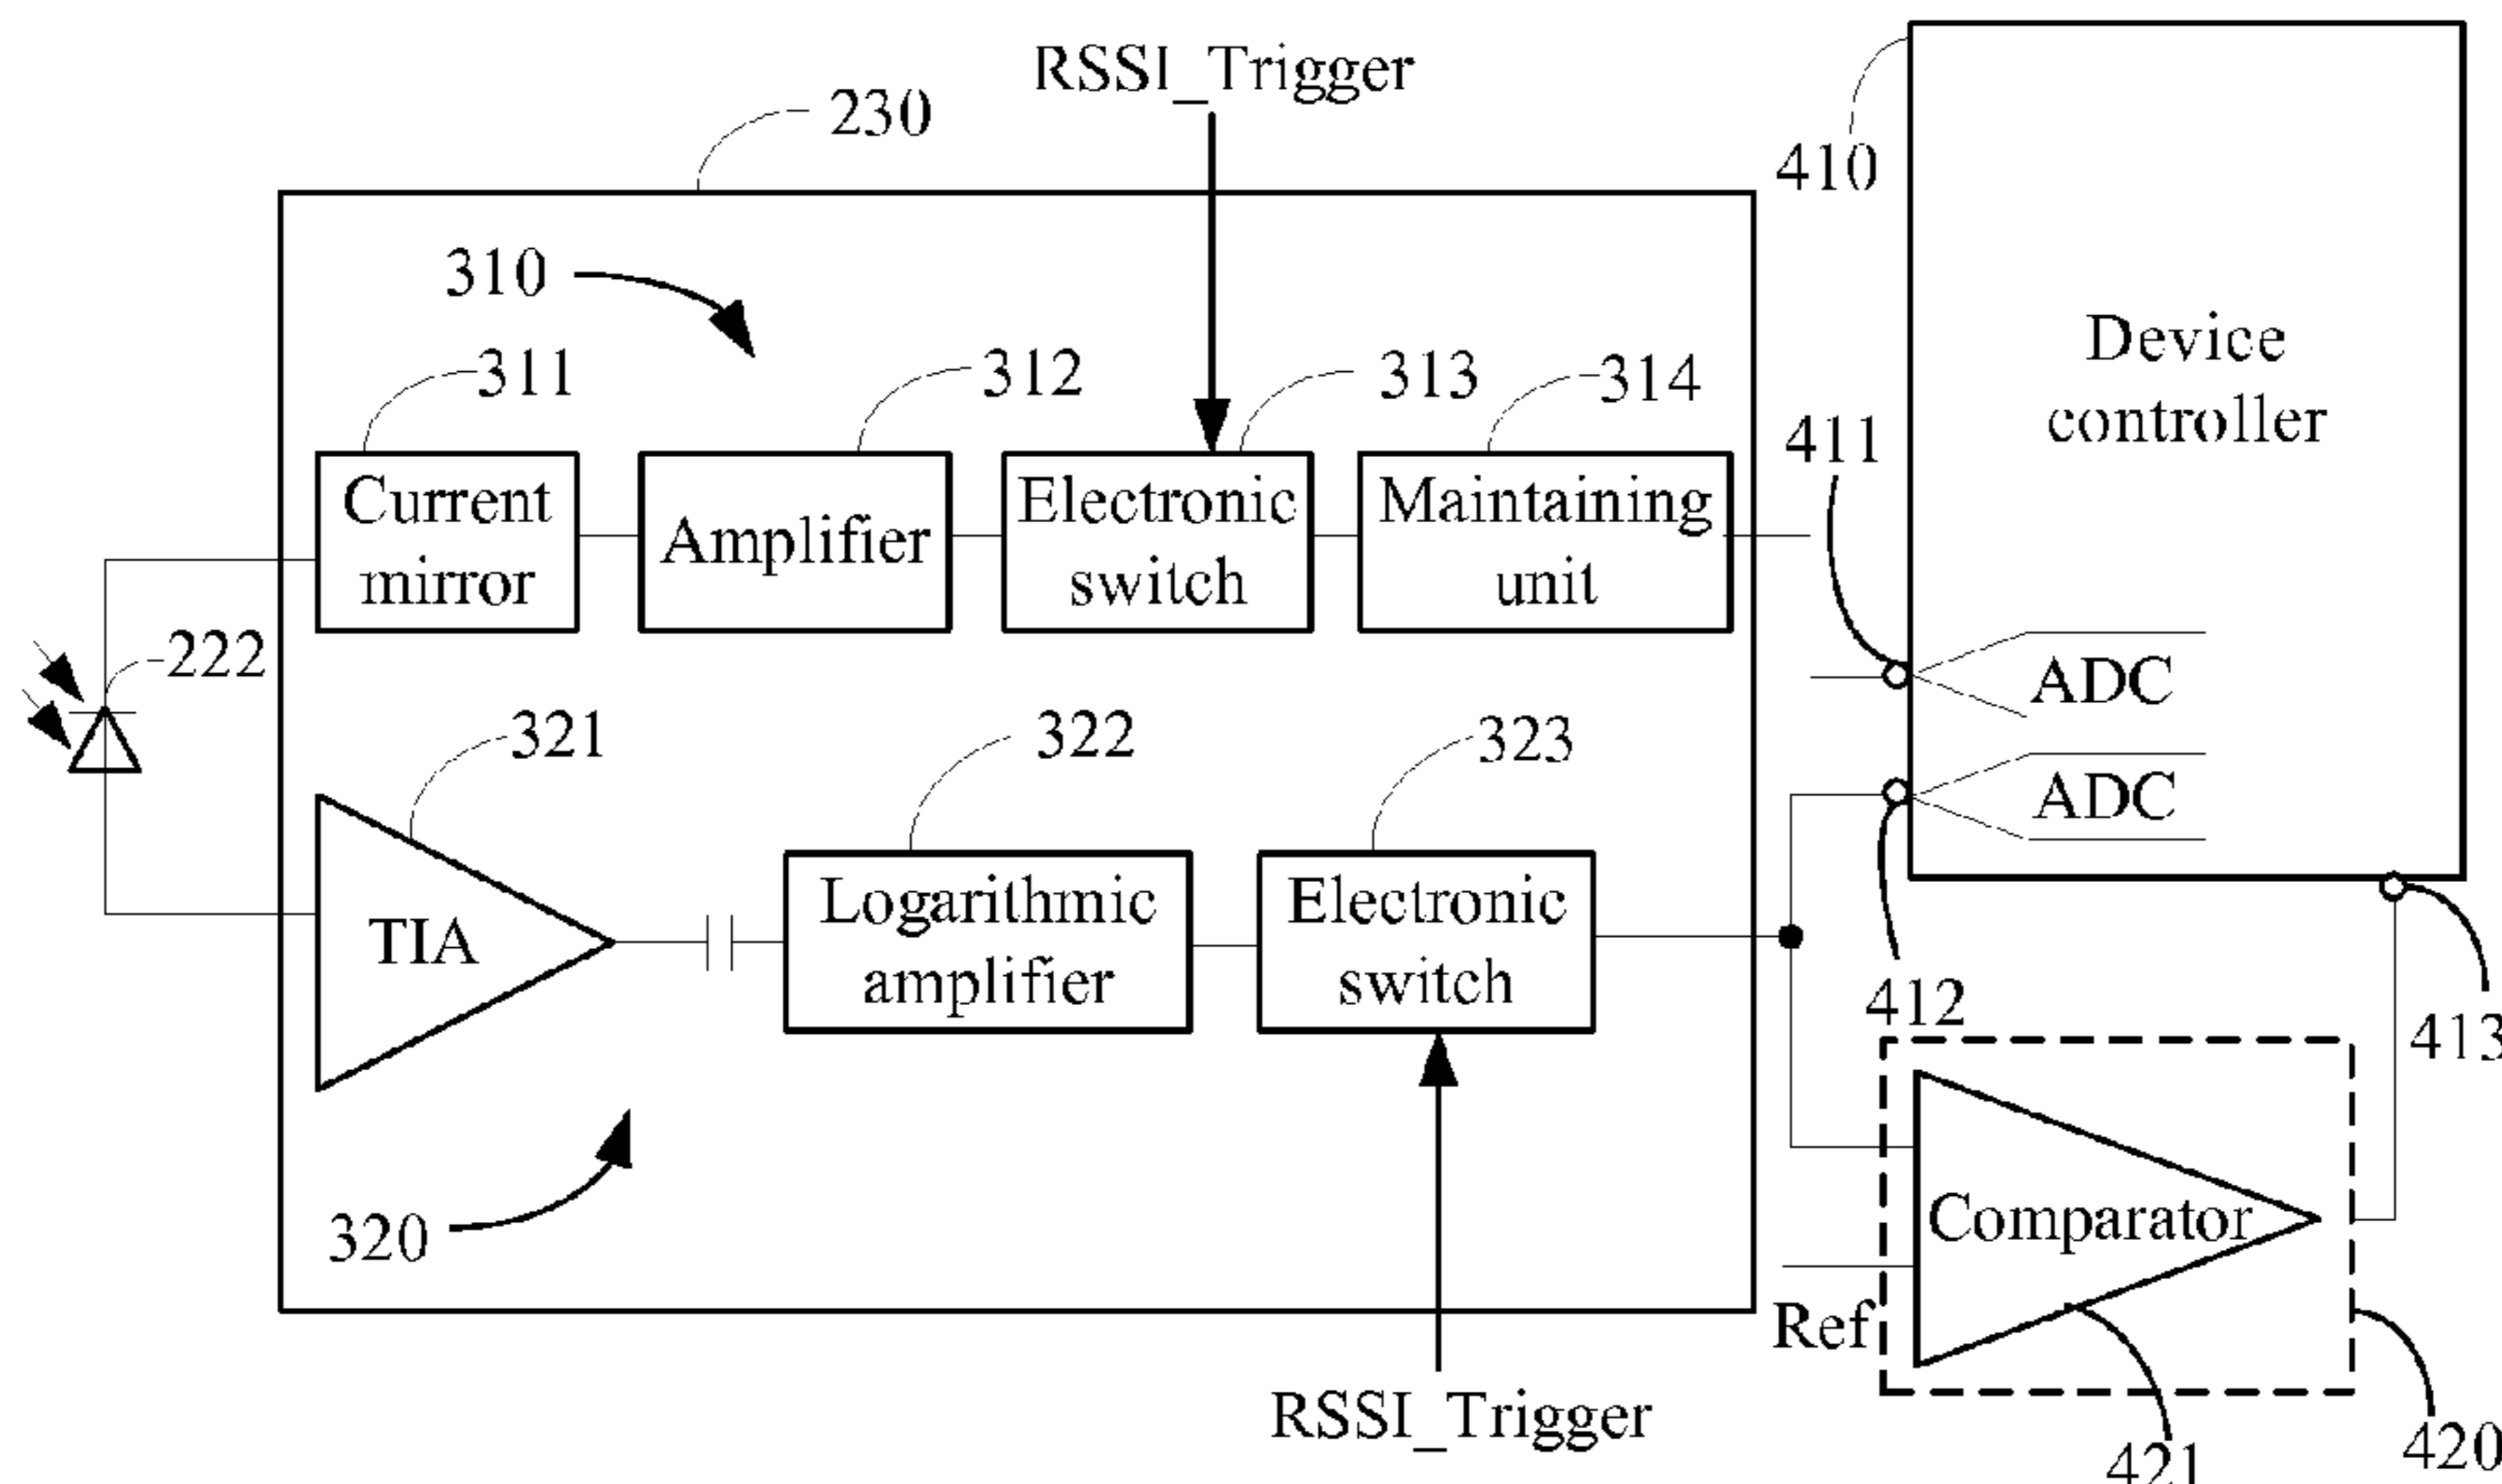 RSSI_Trigger
230
410
310
311
312
313
314
Device
controller
411
Current
mirror
Amplifier
Electronic
switch
Maintaining
unit
222
ADC
321
322
323
ADC
TIA
Logarithmic
amplifier
Electronic
switch
412
413
320
Comparator
Ref
RSSI_Trigger
421
420